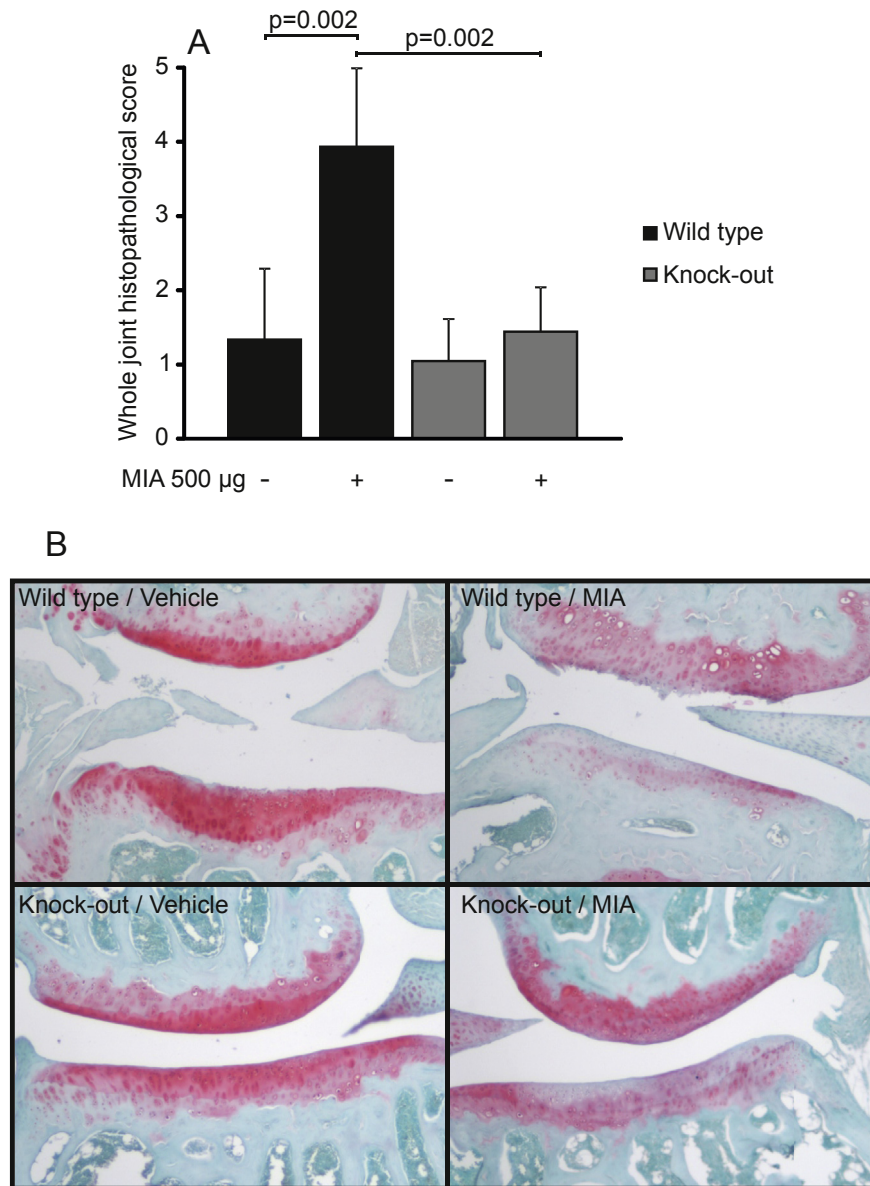 p=0.002
A
p=0.002
5
4
3
2
1
0
Whole joint histopathological score
Wild type
Knock-out
MIA 500 µg - + - +
B
Wild type / Vehicle
Wild type / MIA
Knock-out / Vehicle
Knock-out / MIA